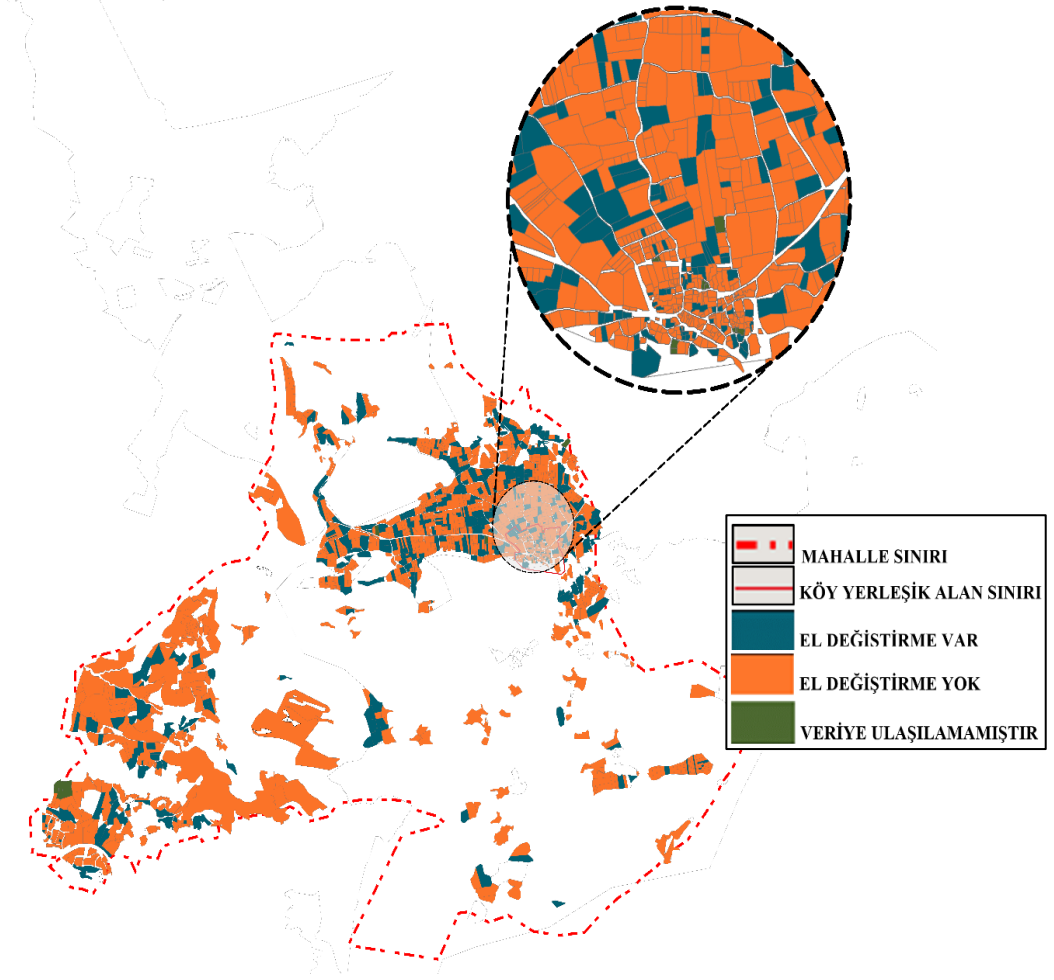 MAHALLE SINIRI
KÖY YERLEŞİK ALAN SINIRI
EL DEĞİSTİRME VAR
EL DEĞİŞTİRME YOK
VERİYE ULAŞILAMAMIŞTIR